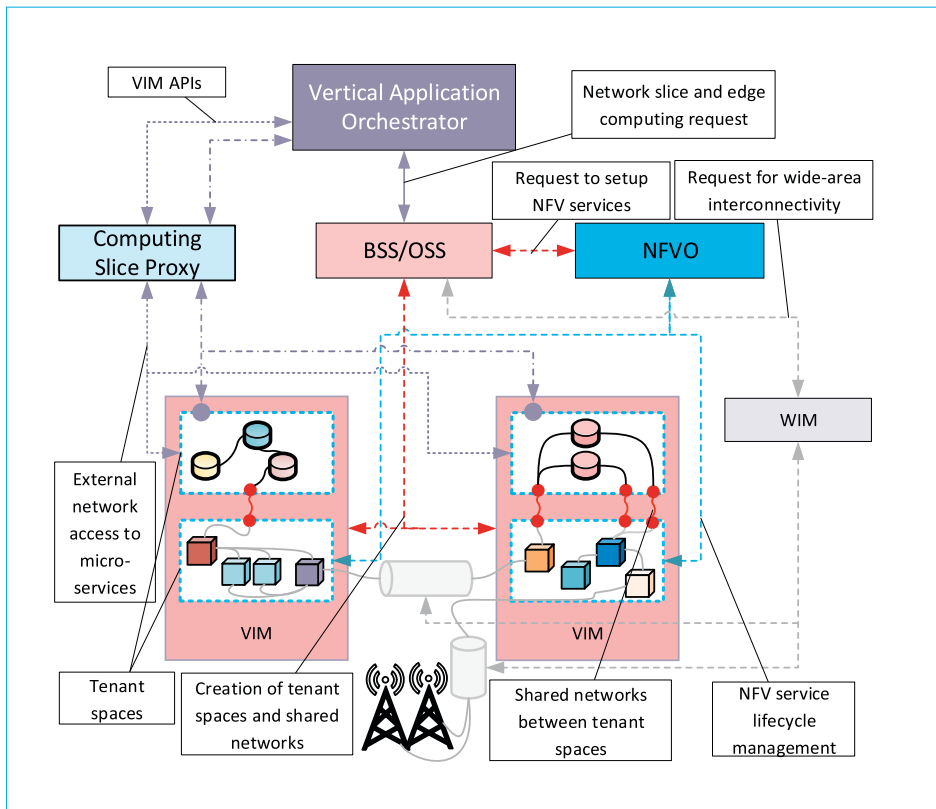 VIM APIs
Vertical Application
Orchestrator
Network slice and edge
computing request
Request to setup
NFV services
Request for wide-area
interconnectivity
Computing
Slice Proxy
BSS/OSS
NFVO
WIM
External
network
access to
micro-
services
VIM
VIM
Tenant
spaces
Creation of tenant
spaces and shared
networks
Shared networks
between tenant
spaces
NFV service
lifecycle
management